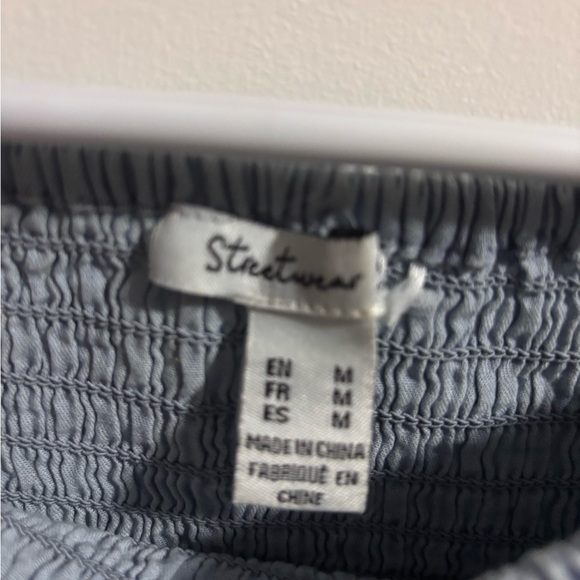 Streetwear
EN M
FR M
ES M
MADE IN CHINA
FABRIQUÉ EN
CHINE